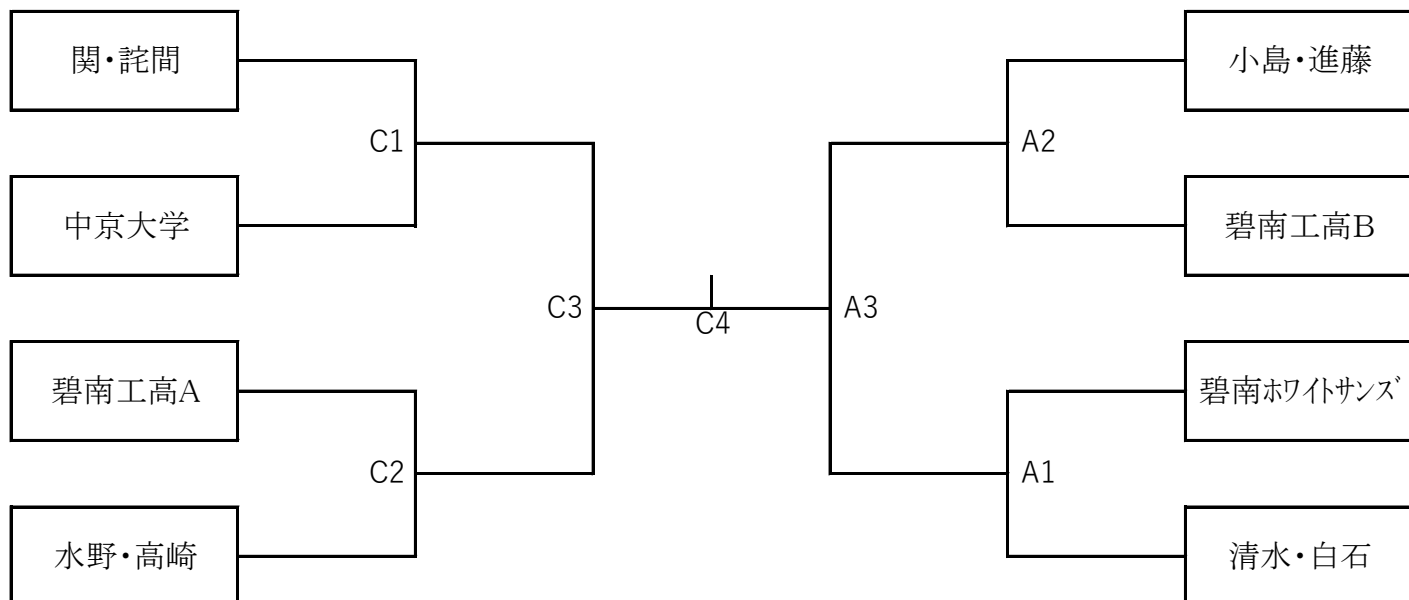 関・詫間
小島・進藤
C1
A2
中京大学
碧南工高B
C3
C4
A3
碧南工高A
碧南ﾎﾜｲﾄｻﾝｽﾞ
C2
A1
水野・高崎
清水・白石